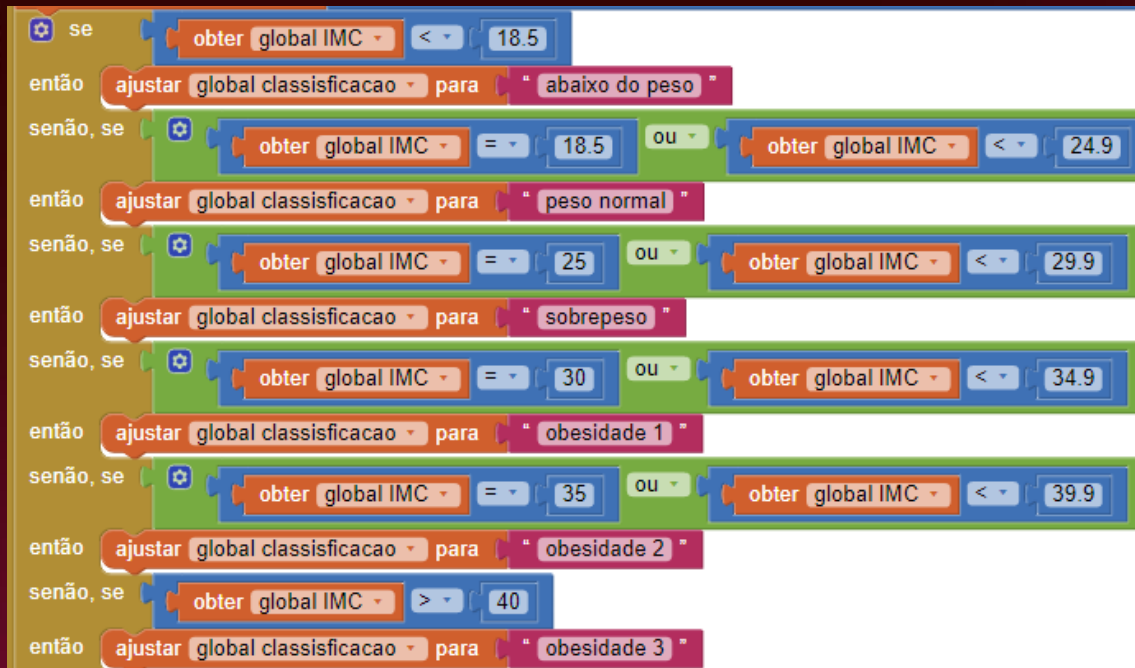 se obter global IMC < 18.5
então ajustar global classisficacao para " abaixo do peso "
senão, se obter global IMC = 18.5 ou obter global IMC < 24.9
então ajustar global classisficacao para " peso normal "
senão, se obter global IMC = 25 ou obter global IMC < 29.9
então ajustar global classisficacao para " sobrepeso "
senão, se obter global IMC = 30 ou obter global IMC < 34.9
então ajustar global classisficacao para " obesidade 1 "
senão, se obter global IMC = 35 ou obter global IMC < 39.9
então ajustar global classisficacao para " obesidade 2 "
senão, se obter global IMC > 40
então ajustar global classisficacao para " obesidade 3 "